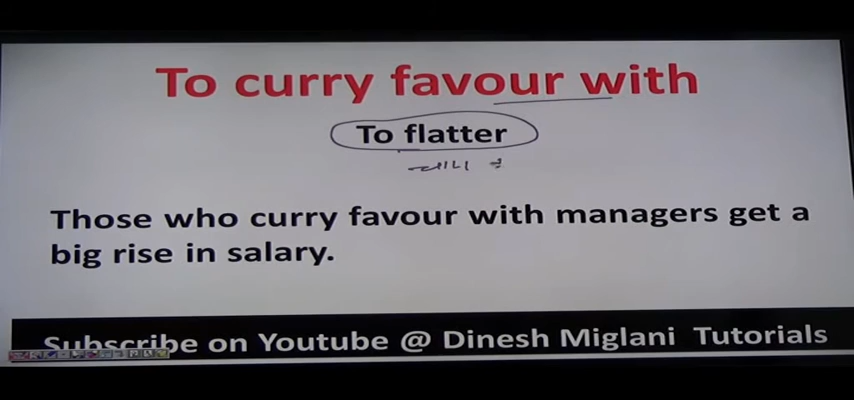 To curry favour with
To flatter
Those who curry favour with managers get a
big rise in salary.
Subscribe on Youtube @ Dinesh Miglani Tutorials